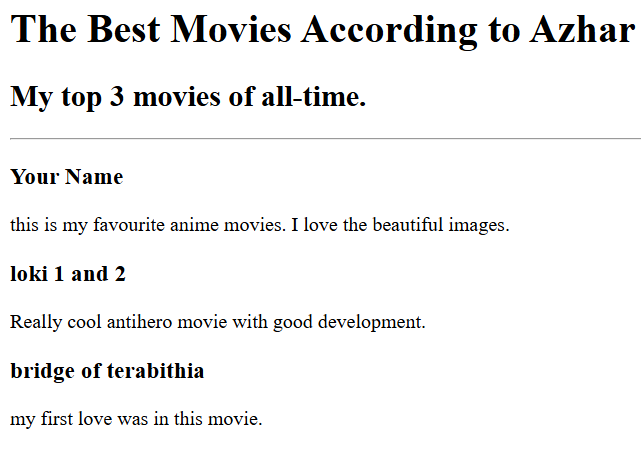 The Best Movies According to Azhar
My top 3 movies of all-time.
Your Name
this is my favourite anime movies. I love the beautiful images.
loki 1 and 2
Really cool antihero movie with good development.
bridge of terabithia
my first love was in this movie.